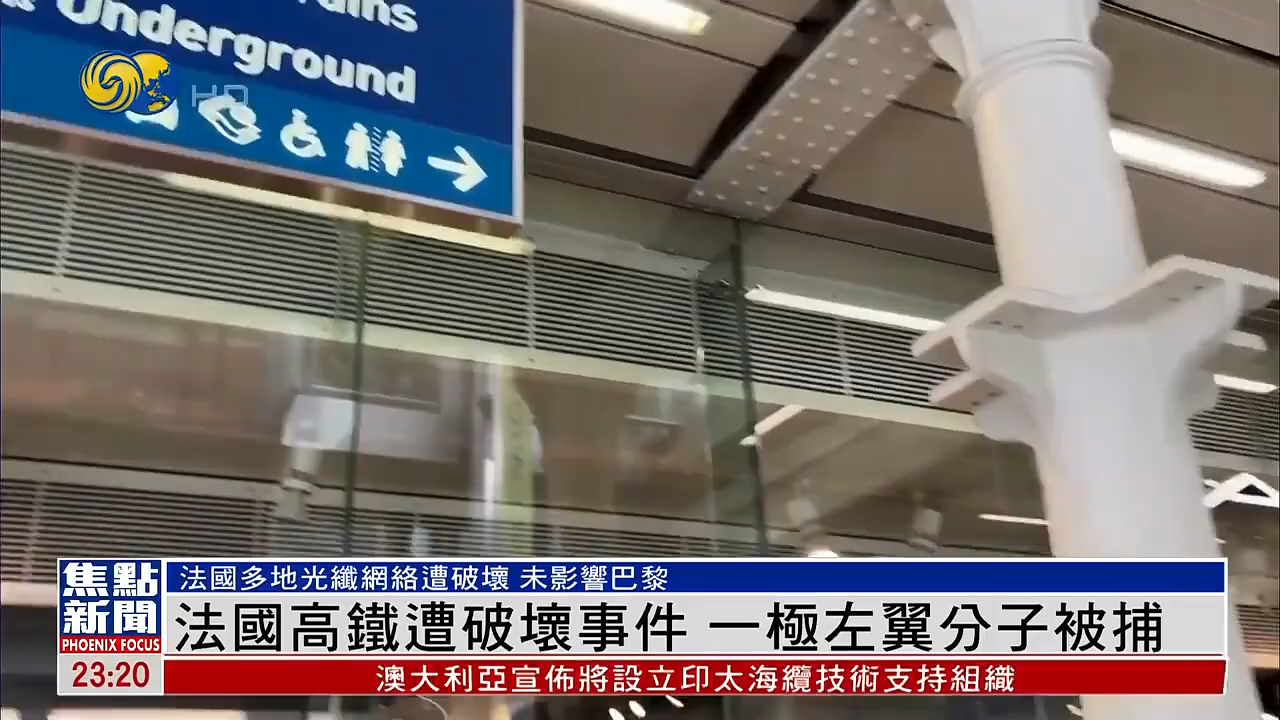 Trains
Underground
HD
法國多地光纖網絡遭破壞 未影響巴黎
焦點
新聞
法國高鐵遭破壞事件 一極左翼分子被捕
PHOENIX FOCUS
23:20
澳大利亞宣佈將設立印太海纜技術支持組織